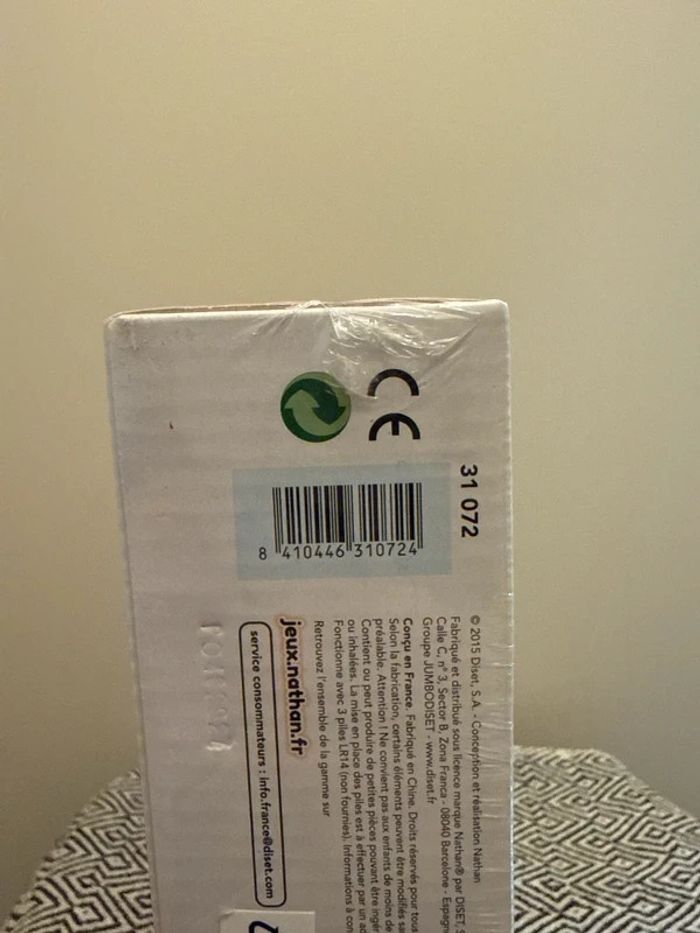 CE
31 072
8 410446 310724
© 2015 Diset, S.A. - Conception et réalisation Nathan
Fabriqué et distribué sous licence marque Nathan® par DISET, S
Calle C, n° 3, Sector B, Zona Franca - 08040 Barcelone - Espagn
Groupe JUMBODISET - www.diset.fr
Conçu en France. Fabriqué en Chine. Droits réservés pour tous
Selon la fabrication, certains éléments peuvent être modifiés sa
préalable. Attention ! Ne convient pas aux enfants de moins de
Contient ou peut produire de petites pièces pouvant être ingér
ou inhalées. La mise en place des piles est à effectuer par un ad
Fonctionne avec 3 piles LR14 (non fournies). Informations à con
Retrouvez l'ensemble de la gamme sur
jeux.nathan.fr
service consommateurs : info.france@diset.com